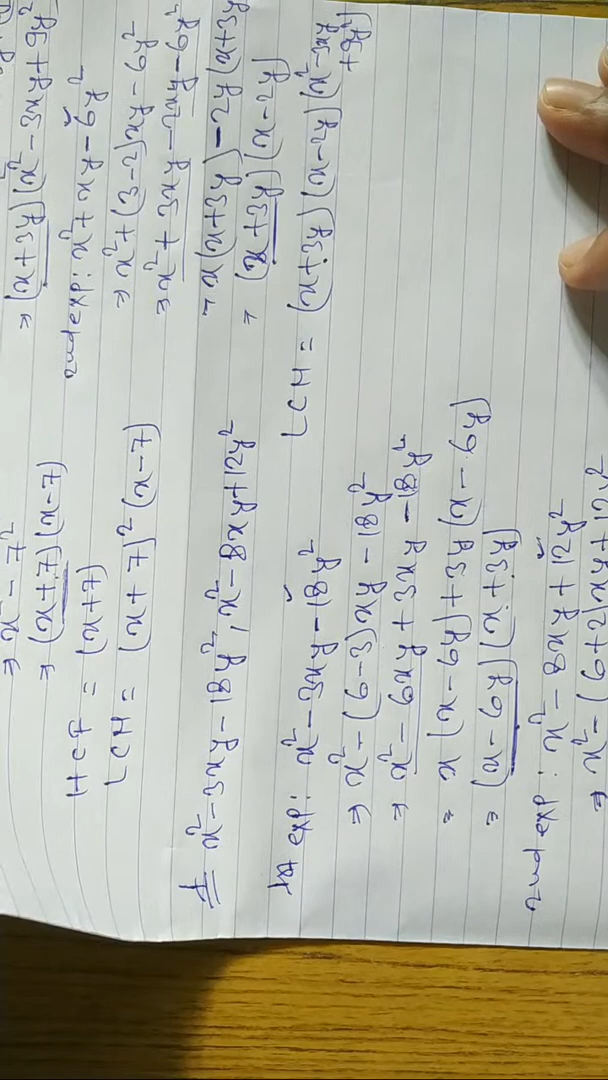 ⇒ x² - 7²
⇒ (x+7)(x-7)
HCF = (x+7)
LCM = (x+7)² (x-7)
f x² - 3xy - 18y², x² - 8xy + 12y²
1st exp: x² - 3xy - 18y²
⇒ x² - (6-3)xy - 18y²
⇒ x² - 6xy + 3xy - 18y²
= x(x-6y) + 3y(x-6y)
= (x-6y)(x+3y)
2nd exp: x² - 8xy + 12y²
⇒ x² - (6+2)xy + 12y²
= (x+3y)(x² - 3xy + 9y²
2nd exp: x² + xy - 6y²
= x² + (3-2)xy - 6y²
= x² + 3xy - 2xy - 6y²
= x(x+3y) - 2y(x+3y
= (x+3y)(x-2y)
LCM = (x+3y)(x-2y)(x² - 3xy
+9y²)